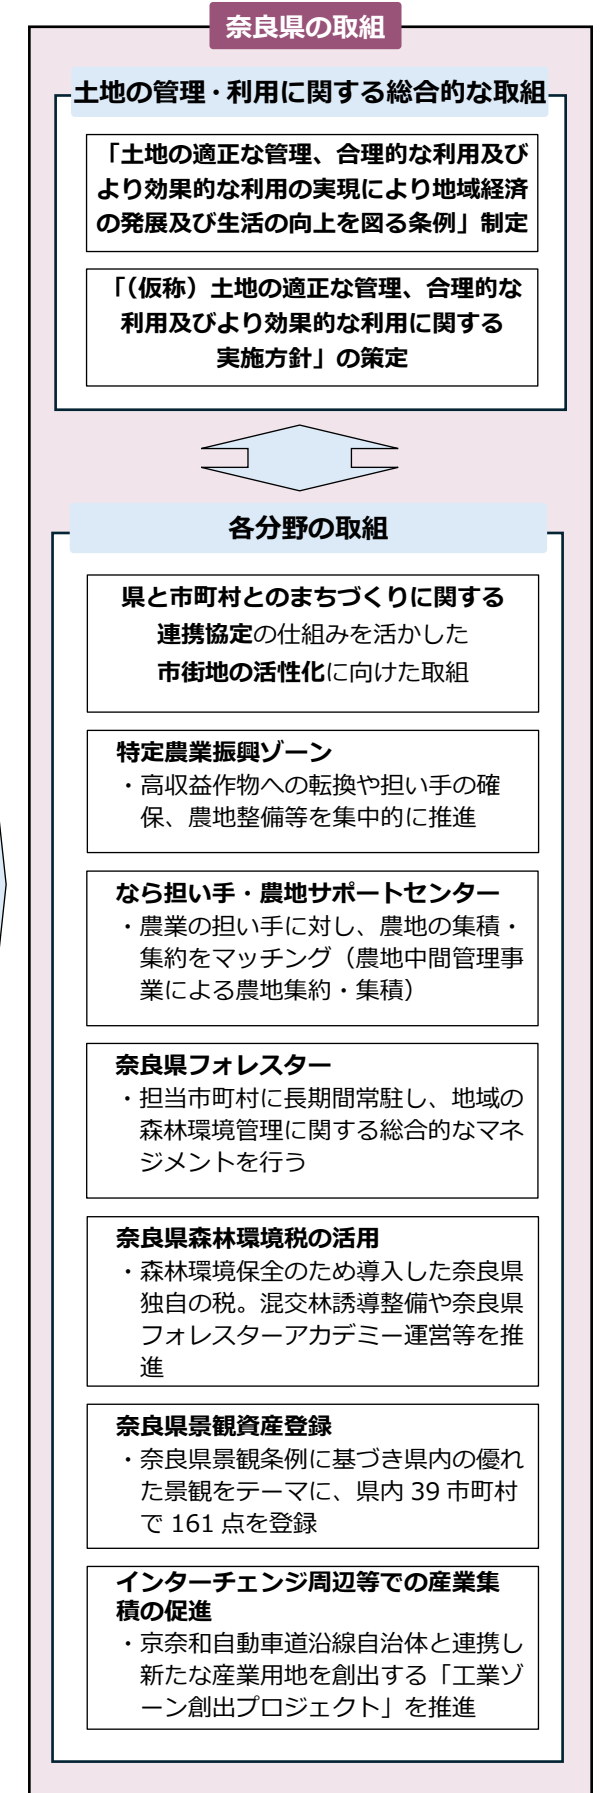 奈良県の取組
土地の管理・利用に関する総合的な取組
「土地の適正な管理、合理的な利用及び
より効果的な利用の実現により地域経済
の発展及び生活の向上を図る条例」制定
「（仮称）土地の適正な管理、合理的な
利用及びより効果的な利用に関する
実施方針」の策定
各分野の取組
県と市町村とのまちづくりに関する
連携協定の仕組みを活かした
市街地の活性化に向けた取組
特定農業振興ゾーン
・高収益作物への転換や担い手の確
保、農地整備等を集中的に推進
なら担い手・農地サポートセンター
・農業の担い手に対し、農地の集積・
集約をマッチング（農地中間管理事
業による農地集約・集積）
奈良県フォレスター
・担当市町村に長期間常駐し、地域の
森林環境管理に関する総合的なマネ
ジメントを行う
奈良県森林環境税の活用
・森林環境保全のため導入した奈良県
独自の税。混交林誘導整備や奈良県
フォレスターアカデミー運営等を推
進
奈良県景観資産登録
・奈良県景観条例に基づき県内の優れ
た景観をテーマに、県内 39 市町村
で 161 点を登録
インターチェンジ周辺等での産業集
積の促進
・京奈和自動車道沿線自治体と連携し
新たな産業用地を創出する「工業ゾ
ーン創出プロジェクト」を推進